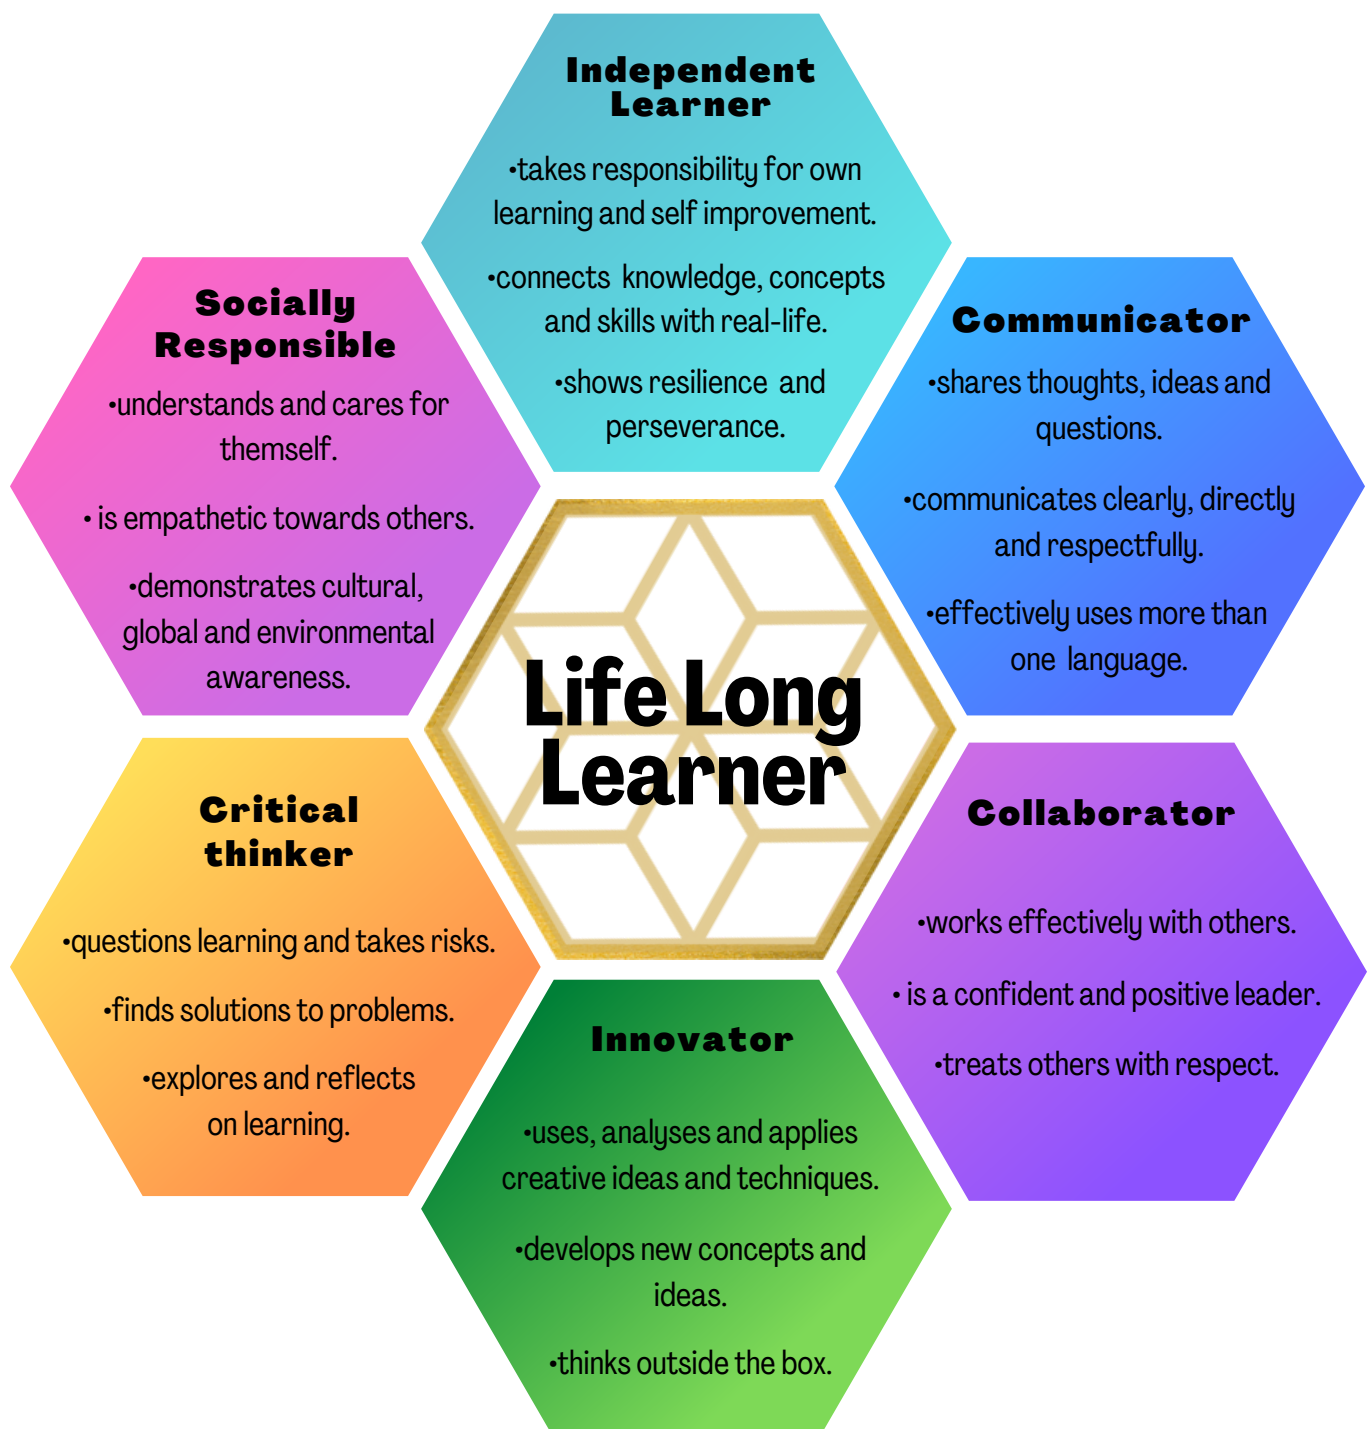 Independent
Learner
•takes responsibility for own
learning and self improvement.
•connects knowledge, concepts
and skills with real-life.
•shows resilience and
perseverance.
Socially
Responsible
•understands and cares for
themself.
• is empathetic towards others.
•demonstrates cultural,
global and environmental
awareness.
Communicator
•shares thoughts, ideas and
questions.
•communicates clearly, directly
and respectfully.
•effectively uses more than
one language.
Life Long
Learner
Critical
thinker
•questions learning and takes risks.
•finds solutions to problems.
•explores and reflects
on learning.
Collaborator
•works effectively with others.
• is a confident and positive leader.
•treats others with respect.
Innovator
•uses, analyses and applies
creative ideas and techniques.
•develops new concepts and
ideas.
•thinks outside the box.